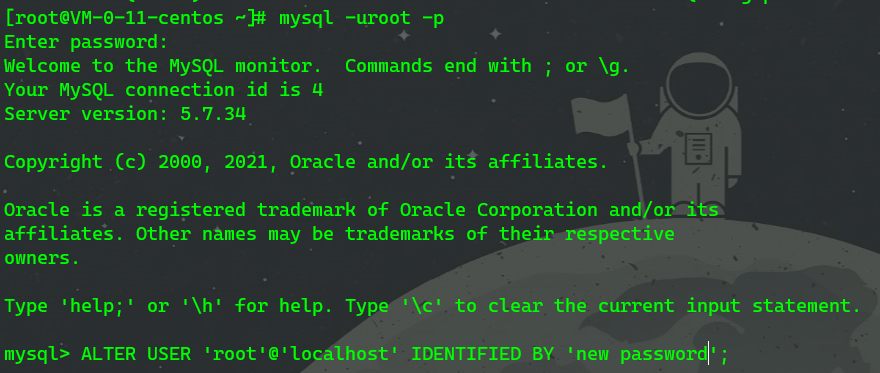 [root@VM-0-11-centos ~]# mysql -uroot -p
Enter password:
Welcome to the MySQL monitor.  Commands end with ; or \g.
Your MySQL connection id is 4
Server version: 5.7.34
Copyright (c) 2000, 2021, Oracle and/or its affiliates.
Oracle is a registered trademark of Oracle Corporation and/or its
affiliates. Other names may be trademarks of their respective
owners.
Type 'help;' or '\h' for help. Type '\c' to clear the current input statement.
mysql> ALTER USER 'root'@'localhost' IDENTIFIED BY 'new password';